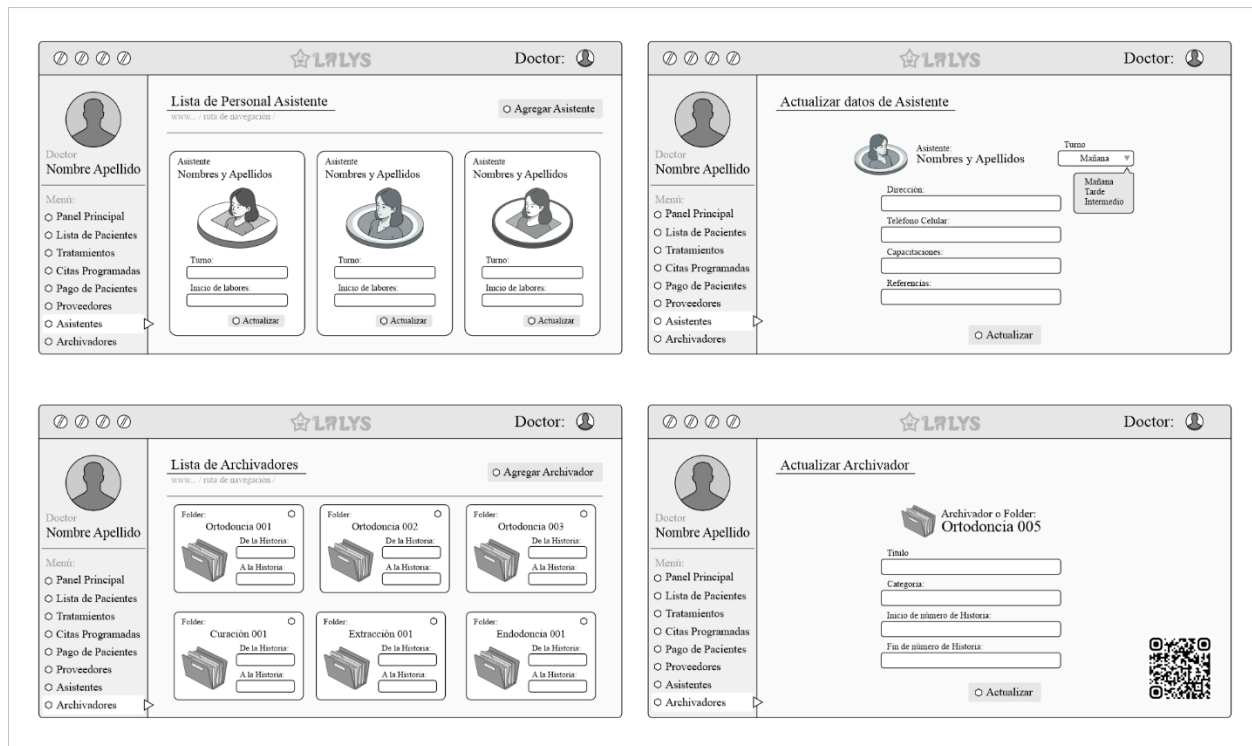 LALYS
Doctor:
Doctor
Nombre Apellido
Menú:
Panel Principal
Lista de Pacientes
Tratamientos
Citas Programadas
Pago de Pacientes
Proveedores
Asistentes
Archivadores
Lista de Personal Asistente
www... / ruta de navegación /
Agregar Asistente
Asistente
Nombres y Apellidos
Turno:
Inicio de labores:
Actualizar
Asistente
Nombres y Apellidos
Turno:
Inicio de labores:
Actualizar
Asistente
Nombres y Apellidos
Turno:
Inicio de labores:
Actualizar
LALYS
Doctor:
Doctor
Nombre Apellido
Menú:
Panel Principal
Lista de Pacientes
Tratamientos
Citas Programadas
Pago de Pacientes
Proveedores
Asistentes
Archivadores
Actualizar datos de Asistente
Asistente:
Nombres y Apellidos
Turno
Mañana
Mañana
Tarde
Intermedio
Dirección:
Teléfono Celular:
Capacitaciones:
Referencias:
Actualizar
LALYS
Doctor:
Doctor
Nombre Apellido
Menú:
Panel Principal
Lista de Pacientes
Tratamientos
Citas Programadas
Pago de Pacientes
Proveedores
Asistentes
Archivadores
Lista de Archivadores
www... / ruta de navegación /
Agregar Archivador
Folder:
Ortodoncia 001
De la Historia:
A la Historia:
Folder:
Ortodoncia 002
De la Historia:
A la Historia:
Folder:
Ortodoncia 003
De la Historia:
A la Historia:
Folder:
Curación 001
De la Historia:
A la Historia:
Folder:
Extracción 001
De la Historia:
A la Historia:
Folder:
Endodoncia 001
De la Historia:
A la Historia:
LALYS
Doctor:
Doctor
Nombre Apellido
Menú:
Panel Principal
Lista de Pacientes
Tratamientos
Citas Programadas
Pago de Pacientes
Proveedores
Asistentes
Archivadores
Actualizar Archivador
Archivador o Folder:
Ortodoncia 005
Titulo
Categoria:
Inicio de número de Historia:
Fin de número de Historia:
Actualizar